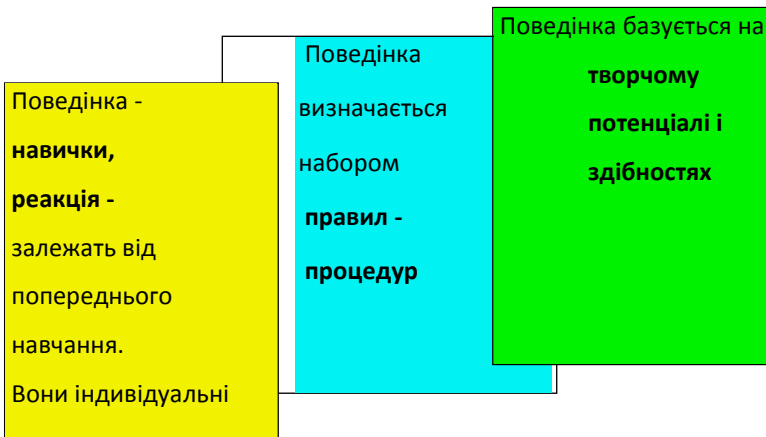 Поведінка -
навички,
реакція -
залежать від
попереднього
навчання.
Вони індивідуальні
Поведінка
визначається
набором
правил -
процедур
Поведінка базується на
творчому
потенціалі і
здібностях